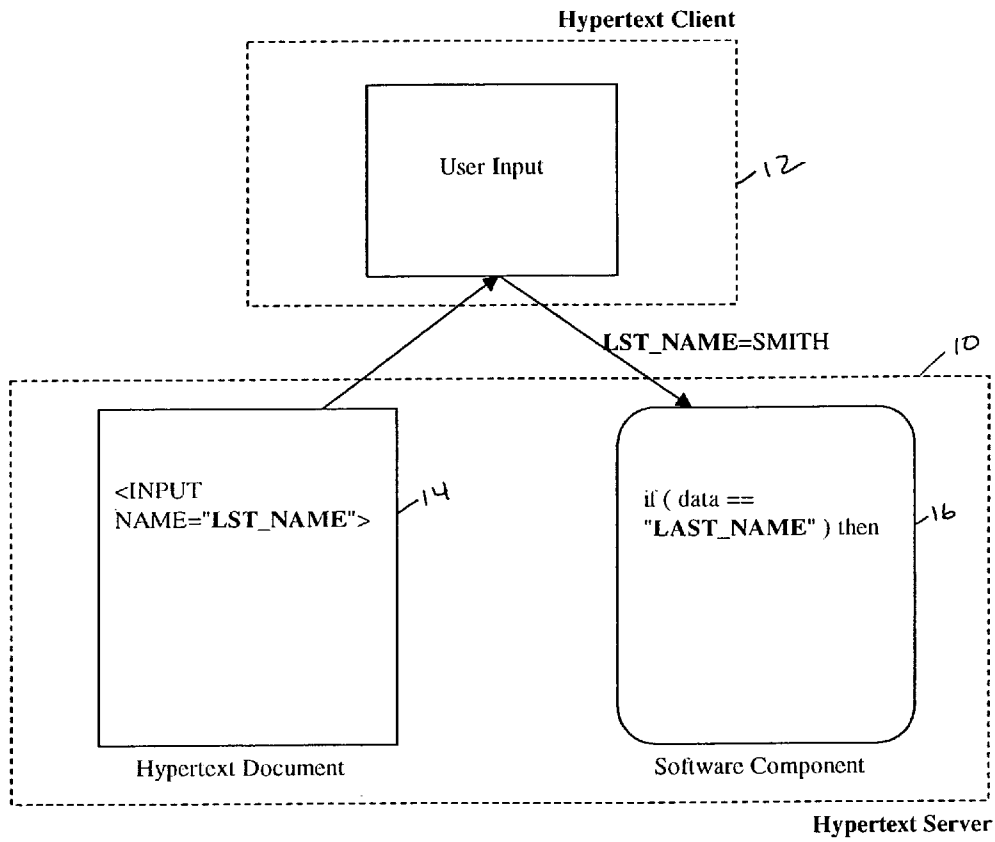 Hypertext Client
User Input
12
LST_NAME=SMITH
10
<INPUT
NAME="LST_NAME">
14
if ( data ==
"LAST_NAME" ) then
16
Hypertext Document
Software Component
Hypertext Server